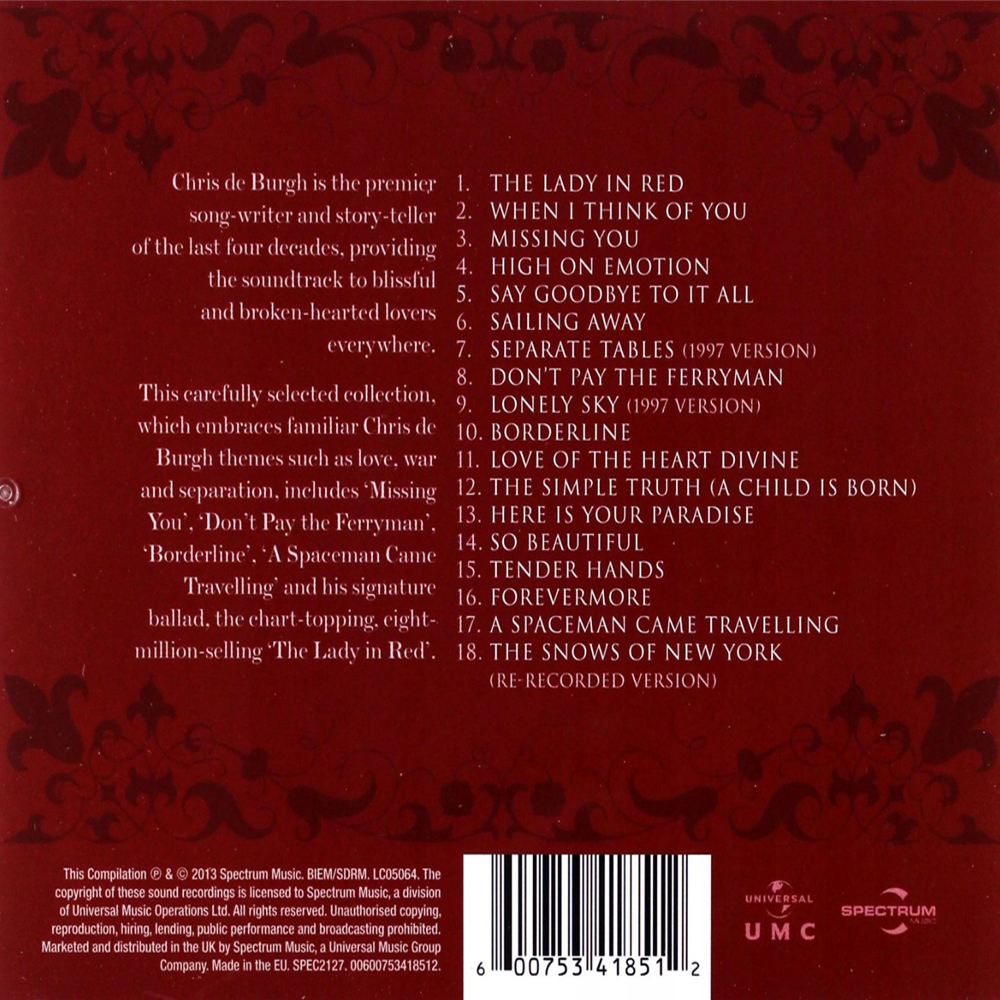 Chris de Burgh is the premier
song-writer and story-teller
of the last four decades, providing
the soundtrack to blissful
and broken-hearted lovers
everywhere.
This carefully selected collection,
which embraces familiar Chris de
Burgh themes such as love, war
and separation, includes ‘Missing
You’, ‘Don’t Pay the Ferryman’,
‘Borderline’, ‘A Spaceman Came
Travelling’ and his signature
ballad, the chart-topping, eight-
million-selling ‘The Lady in Red’.
1. THE LADY IN RED
2. WHEN I THINK OF YOU
3. MISSING YOU
4. HIGH ON EMOTION
5. SAY GOODBYE TO IT ALL
6. SAILING AWAY
7. SEPARATE TABLES (1997 VERSION)
8. DON’T PAY THE FERRYMAN
9. LONELY SKY (1997 VERSION)
10. BORDERLINE
11. LOVE OF THE HEART DIVINE
12. THE SIMPLE TRUTH (A CHILD IS BORN)
13. HERE IS YOUR PARADISE
14. SO BEAUTIFUL
15. TENDER HANDS
16. FOREVERMORE
17. A SPACEMAN CAME TRAVELLING
18. THE SNOWS OF NEW YORK
(RE-RECORDED VERSION)
This Compilation ℗ & © 2013 Spectrum Music. BIEM/SDRM. LC05064. The
copyright of these sound recordings is licensed to Spectrum Music, a division
of Universal Music Operations Ltd. All rights reserved. Unauthorised copying,
reproduction, hiring, lending, public performance and broadcasting prohibited.
Marketed and distributed in the UK by Spectrum Music, a Universal Music Group
Company. Made in the EU. SPEC2127. 00600753418512.
6 00753 41851 2
UNIVERSAL
UMC
SPECTRUM
MUSIC